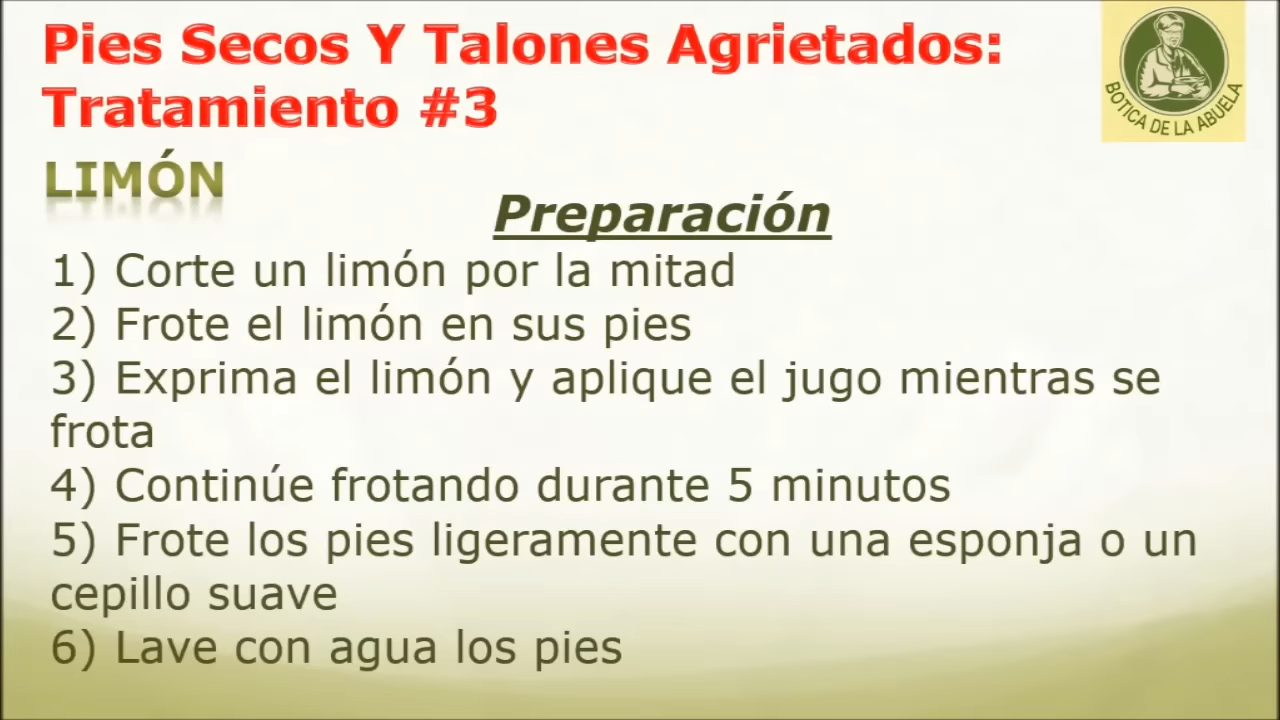 Pies Secos Y Talones Agrietados:
Tratamiento #3
BOTICA DE LA ABUELA
LIMÓN
Preparación
1) Corte un limón por la mitad
2) Frote el limón en sus pies
3) Exprima el limón y aplique el jugo mientras se
frota
4) Continúe frotando durante 5 minutos
5) Frote los pies ligeramente con una esponja o un
cepillo suave
6) Lave con agua los pies